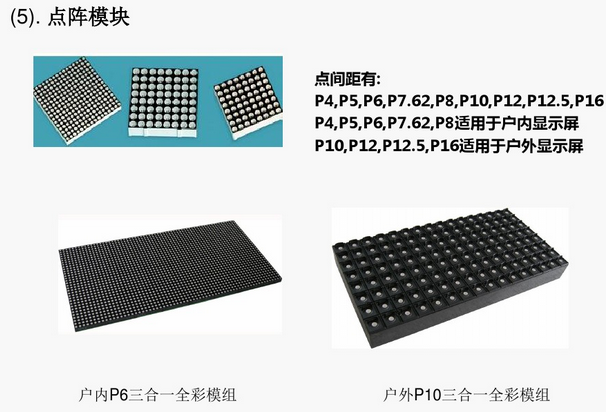 (5). 点阵模块
点间距有:
P4,P5,P6,P7.62,P8,P10,P12,P12.5,P16
P4,P5,P6,P7.62,P8适用于户内显示屏
P10,P12,P12.5,P16适用于户外显示屏
户内P6三合一全彩模组
户外P10三合一全彩模组